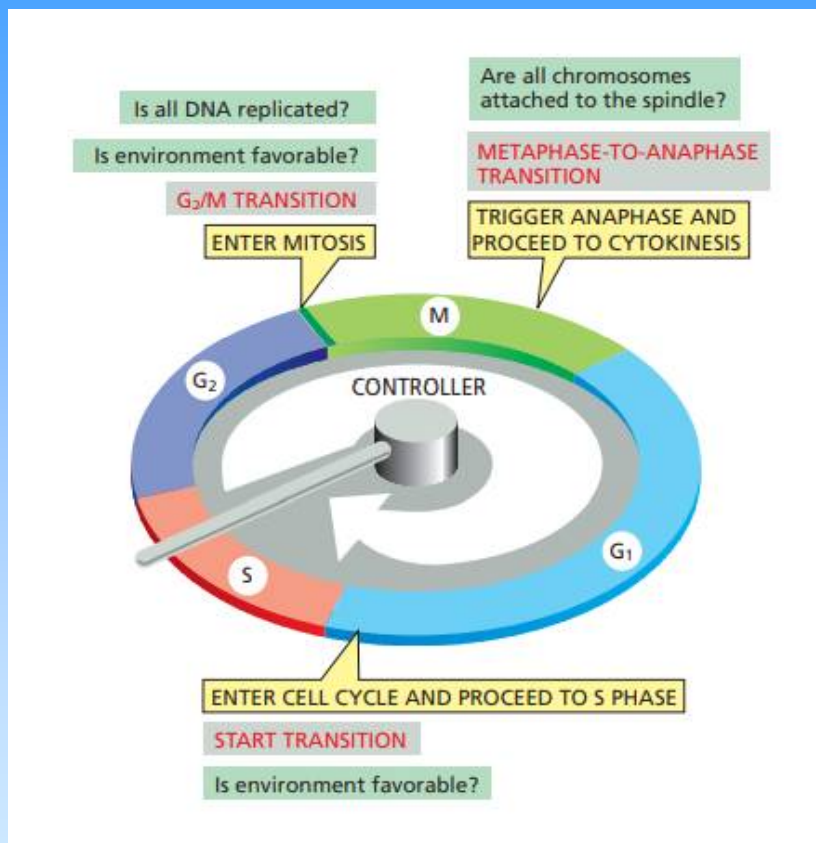 Is all DNA replicated?
Is environment favorable?
G₂/M TRANSITION
ENTER MITOSIS
Are all chromosomes
attached to the spindle?
METAPHASE-TO-ANAPHASE
TRANSITION
TRIGGER ANAPHASE AND
PROCEED TO CYTOKINESIS
M
G₂
CONTROLLER
G₁
S
ENTER CELL CYCLE AND PROCEED TO S PHASE
START TRANSITION
Is environment favorable?